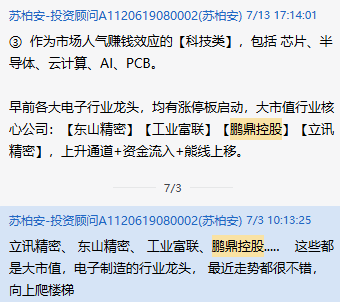 苏柏安-投资顾问A1120619080002(苏柏安) 7/13 17:14:01
③  作为市场人气赚钱效应的【科技类】，包括 芯片、半
导体、云计算、AI、PCB。
早前各大电子行业龙头，均有涨停板启动，大市值行业核
心公司：【东山精密】【工业富联】【鹏鼎控股】【立讯
精密】，上升通道+资金流入+熊线上移。
7/3
苏柏安-投资顾问A1120619080002(苏柏安) 7/3 10:13:25
立讯精密、 东山精密、 工业富联、鹏鼎控股.....   这些都
是大市值，电子制造的行业龙头， 最近走势都很不错，
向上爬楼梯